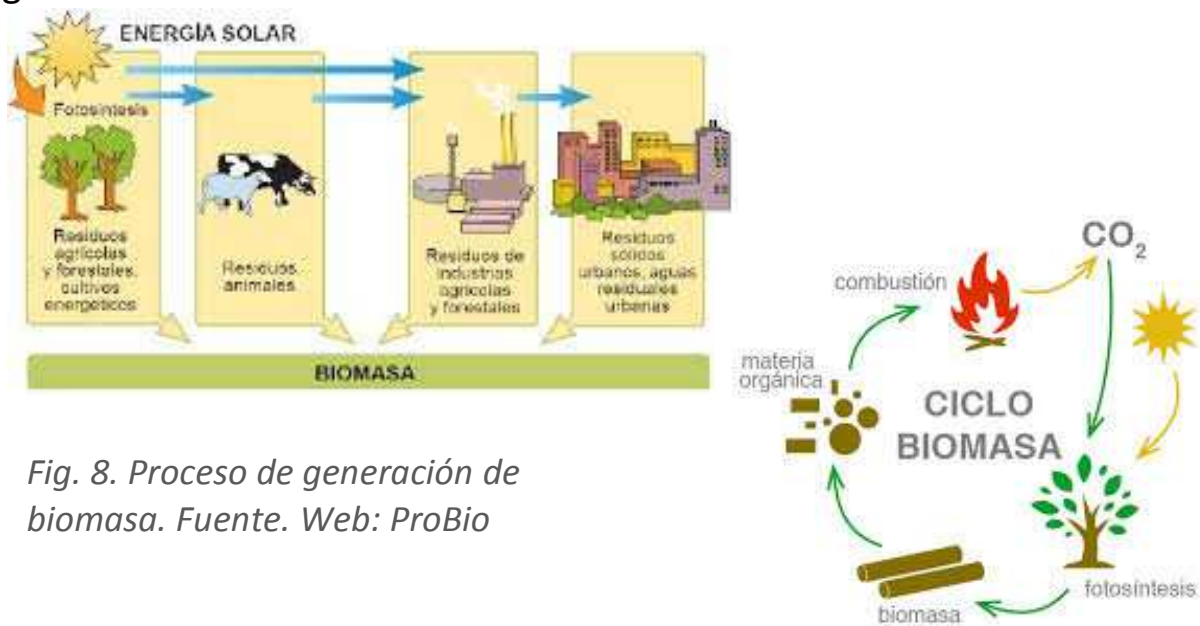 ENERGÍA SOLAR
Fotosíntesis
Residuos
agrícolas
y forestales,
cultivos
energéticos
Residuos
animales
Residuos de
industrias
agrícolas
y forestales
Residuos
sólidos
urbanos, aguas
residuales
urbanas
BIOMASA
Fig. 8. Proceso de generación de
biomasa. Fuente. Web: ProBio
CO2
combustión
materia
orgánica
CICLO
BIOMASA
fotosíntesis
biomasa